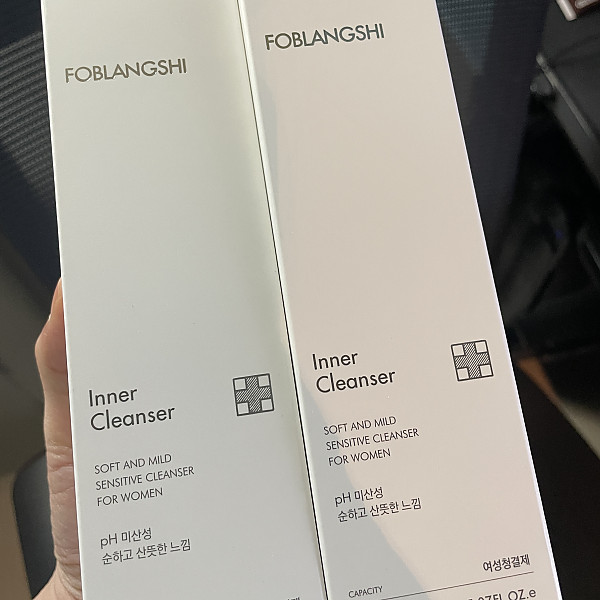 FOBLANGSHI
Inner
Cleanser
SOFT AND MILD
SENSITIVE CLEANSER
FOR WOMEN
pH 미산성
순하고 산뜻한 느낌
FOBLANGSHI
Inner
Cleanser
SOFT AND MILD
SENSITIVE CLEANSER
FOR WOMEN
pH 미산성
순하고 산뜻한 느낌
여성청결제
CAPACITY
FL.OZ.e